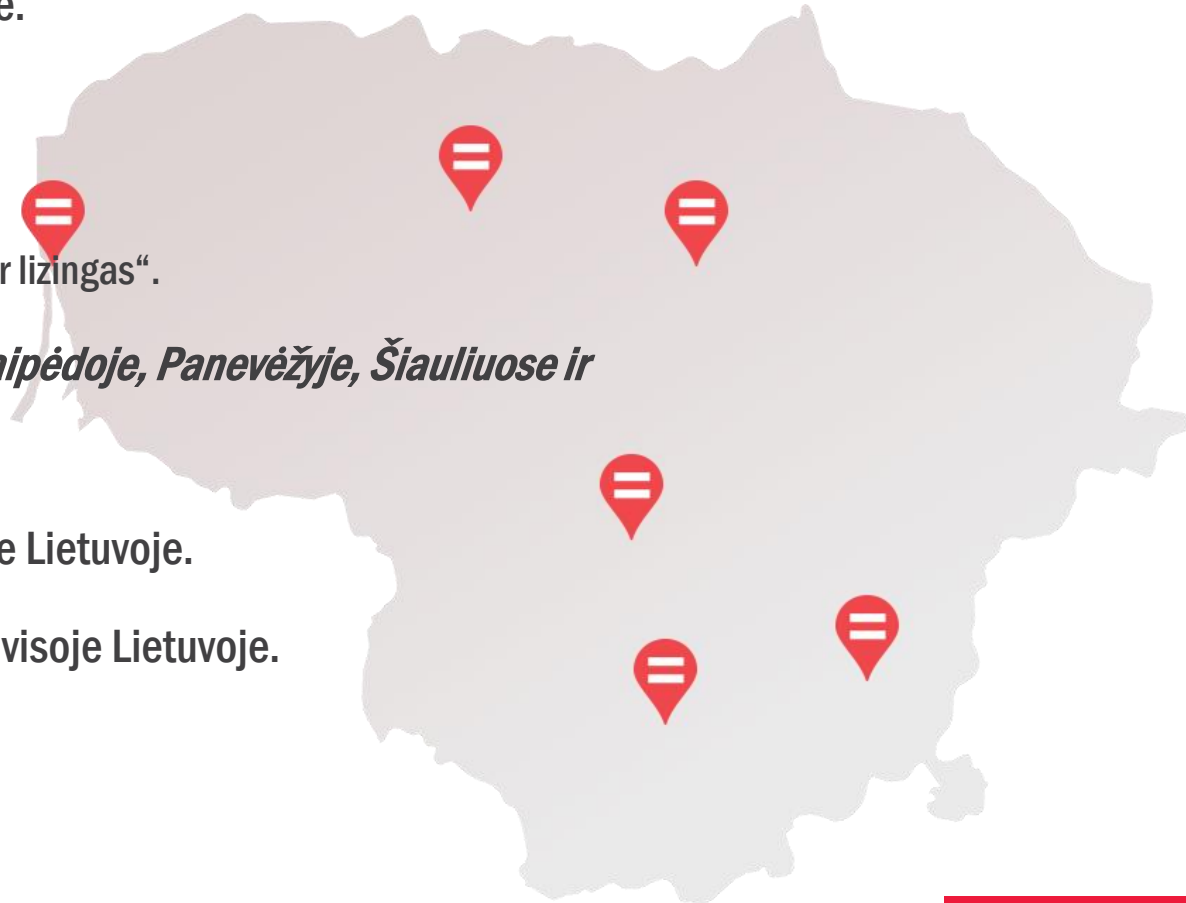 e.
r lizingas“.
aipėdoje, Panevėžyje, Šiauliuose ir
e Lietuvoje.
visoje Lietuvoje.